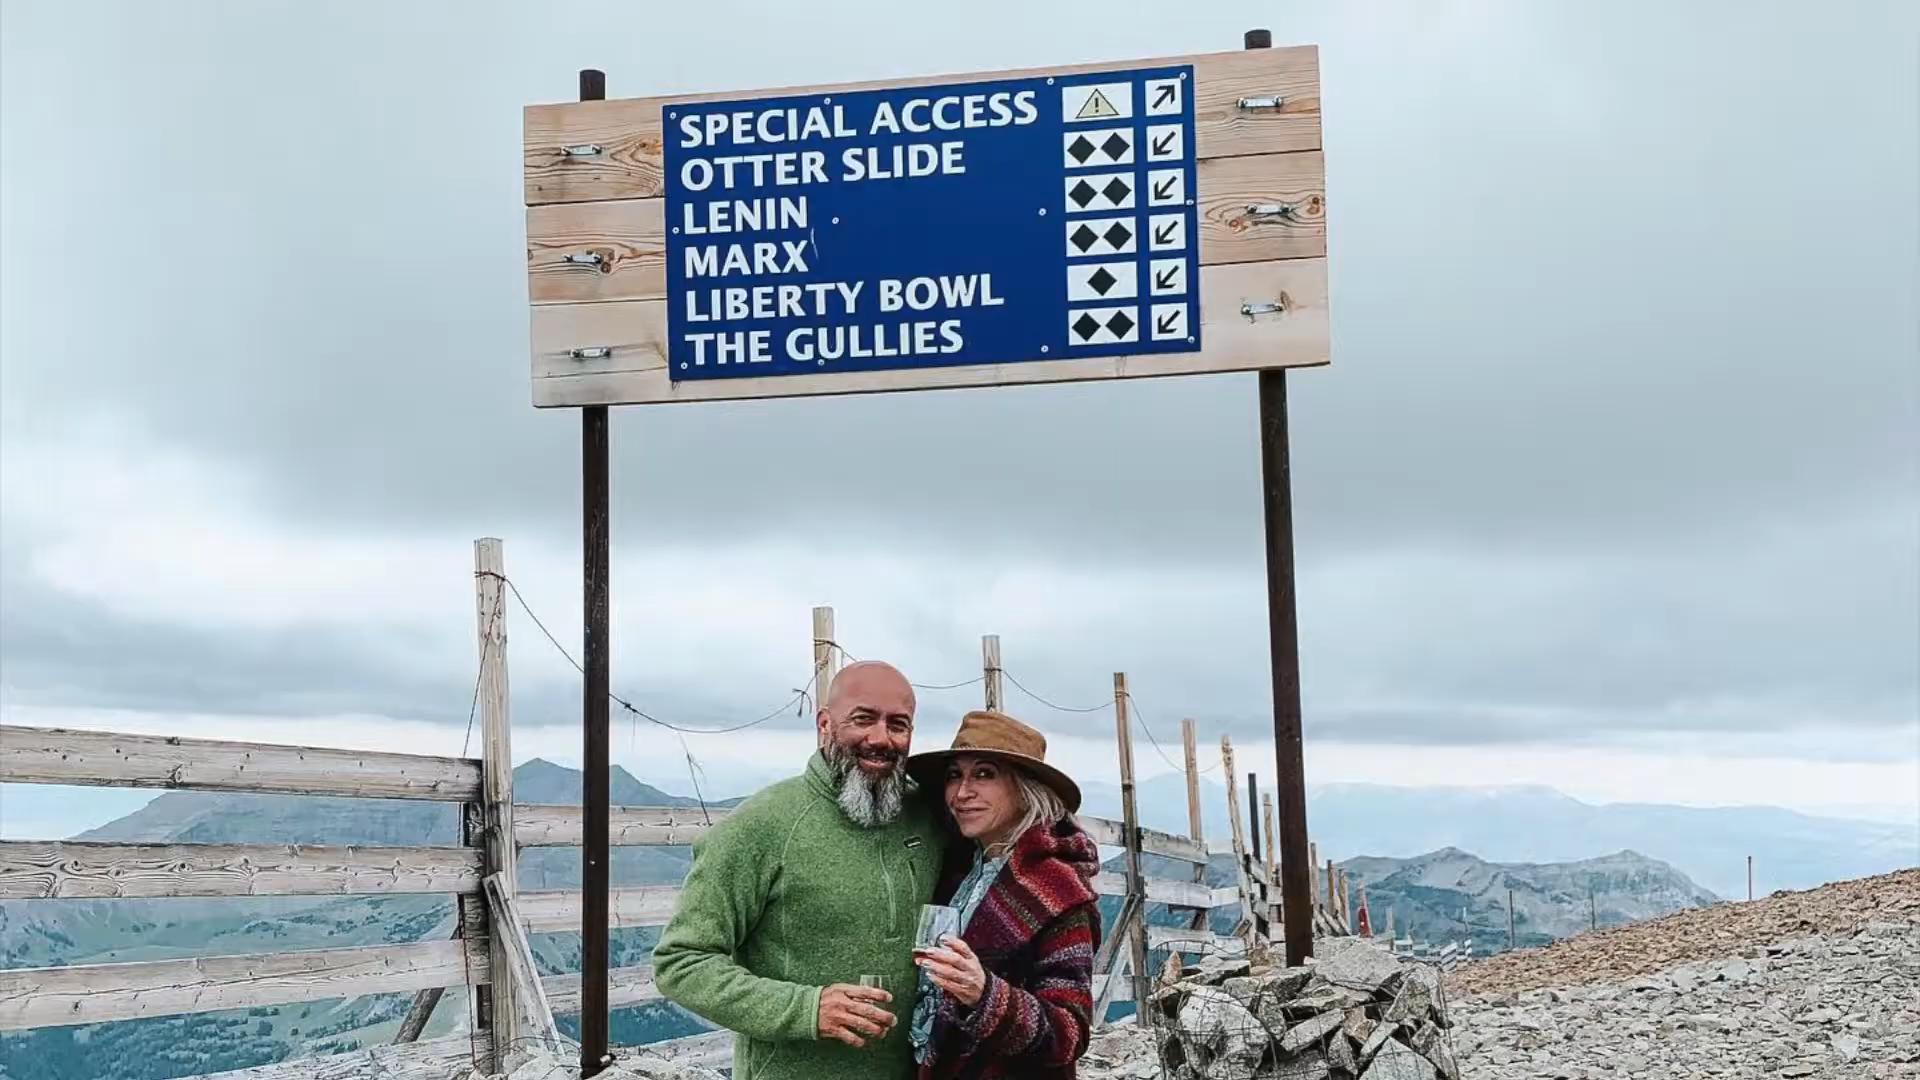 SPECIAL ACCESS
OTTER SLIDE
LENIN
MARX
LIBERTY BOWL
THE GULLIES